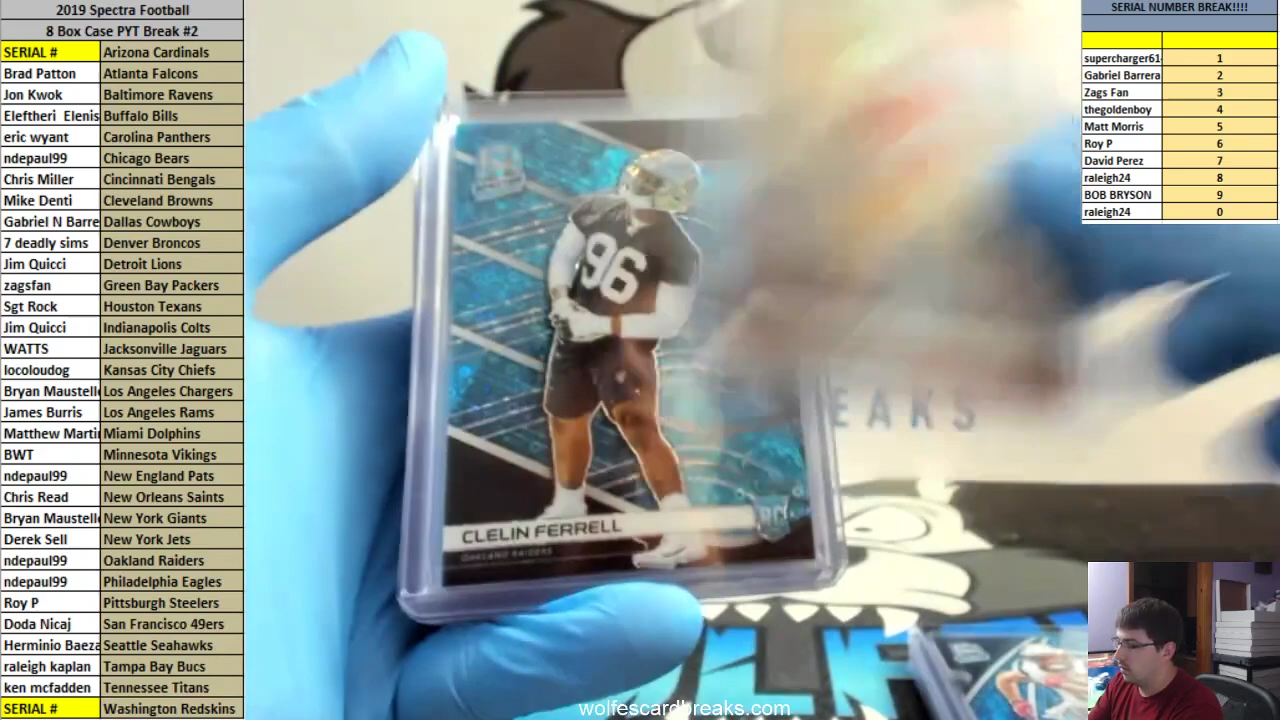 2019 Spectra Football
8 Box Case PYT Break #2
SERIAL # Arizona Cardinals
Brad Patton Atlanta Falcons
Jon Kwok Baltimore Ravens
Eleftheri Elenis Buffalo Bills
eric wyant Carolina Panthers
ndepaul99 Chicago Bears
Chris Miller Cincinnati Bengals
Mike Denti Cleveland Browns
Gabriel N Barre Dallas Cowboys
7 deadly sims Denver Broncos
Jim Quicci Detroit Lions
zagsfan Green Bay Packers
Sgt Rock Houston Texans
Jim Quicci Indianapolis Colts
WATTS Jacksonville Jaguars
locoloudog Kansas City Chiefs
Bryan Maustelle Los Angeles Chargers
James Burris Los Angeles Rams
Matthew Martin Miami Dolphins
BWT Minnesota Vikings
ndepaul99 New England Pats
Chris Read New Orleans Saints
Bryan Maustelle New York Giants
Derek Sell New York Jets
ndepaul99 Oakland Raiders
ndepaul99 Philadelphia Eagles
Roy P Pittsburgh Steelers
Doda Nicaj San Francisco 49ers
Herminio Baeza Seattle Seahawks
raleigh kaplan Tampa Bay Bucs
ken mcfadden Tennessee Titans
SERIAL # Washington Redskins
96
CLELIN FERRELL
OAKLAND RAIDERS
RC
EAKS
WLF
wolfescardbreaks.com
SERIAL NUMBER BREAK!!!!
supercharger61 1
Gabriel Barrera 2
Zags Fan 3
thegoldenboy 4
Matt Morris 5
Roy P 6
David Perez 7
raleigh24 8
BOB BRYSON 9
raleigh24 0